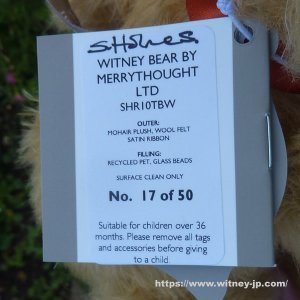 WITNEY BEAR BY
MERRYTHOUGHT
LTD
SHR10TBW
OUTER:
MOHAIR PLUSH, WOOL FELT
SATIN RIBBON
FILLING:
RECYCLED PET, GLASS BEADS
SURFACE CLEAN ONLY
No. 17 of 50
Suitable for children over 36
months. Please remove all tags
and accessories before giving
to a child.
https://www.witney-jp.com/